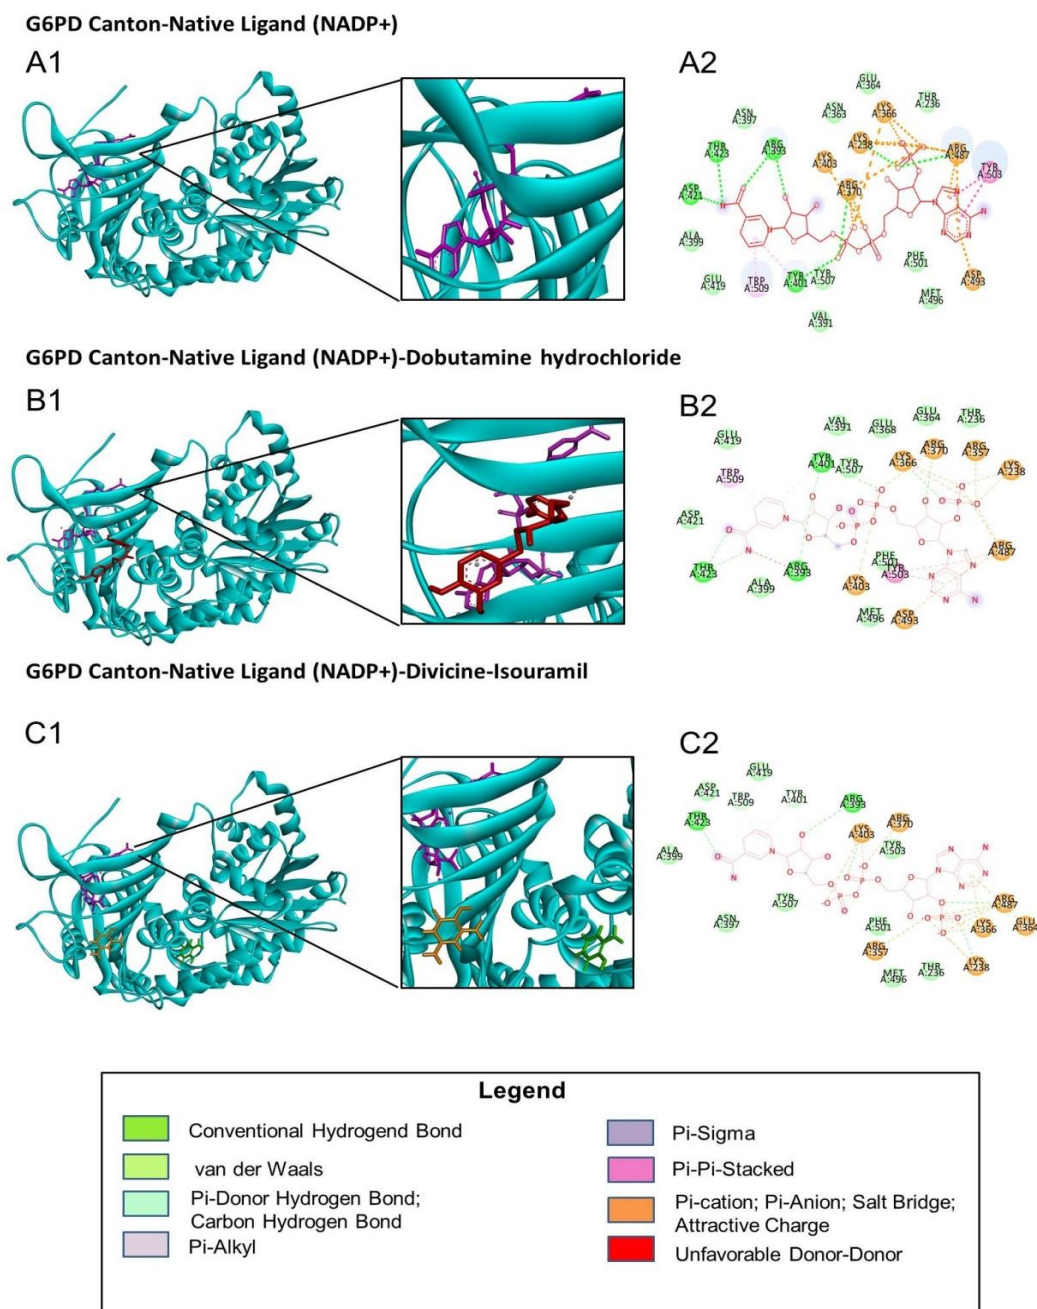 G6PD Canton-Native Ligand (NADP+)
A1
A2
GLU
A:364
THR
A:236
LYS
A:366
ASN
A:363
ASN
A:397
THR
A:423
ARG
A:393
LYS
A:238
ARG
A:487
LYS
A:403
TYR
A:503
ARG
A:370
ASP
A:421
ALA
A:399
PHE
A:501
GLU
A:419
TRP
A:509
TYR
A:401
TYR
A:507
ASP
A:493
MET
A:496
VAL
A:391
G6PD Canton-Native Ligand (NADP+)-Dobutamine hydrochloride
B1
B2
GLU
A:419
VAL
A:391
GLU
A:368
GLU
A:364
THR
A:236
TYR
A:401
TYR
A:507
LYS
A:366
ARG
A:370
ARG
A:357
LYS
A:238
TRP
A:509
ASP
A:421
ARG
A:487
PHE
A:501
TYR
A:503
THR
A:423
ALA
A:399
ARG
A:393
LYS
A:403
MET
A:496
ASP
A:493
G6PD Canton-Native Ligand (NADP+)-Divicine-Isouramil
C1
C2
GLU
A:419
ASP
A:421
TRP
A:509
TYR
A:401
ARG
A:393
THR
A:423
LYS
A:403
ARG
A:370
ALA
A:399
TYR
A:503
ASN
A:397
TYR
A:507
PHE
A:501
ARG
A:487
LYS
A:366
GLU
A:364
ARG
A:357
MET
A:496
THR
A:236
LYS
A:238
Legend
Conventional Hydrogend Bond
van der Waals
Pi-Donor Hydrogen Bond;
Carbon Hydrogen Bond
Pi-Alkyl
Pi-Sigma
Pi-Pi-Stacked
Pi-cation; Pi-Anion; Salt Bridge;
Attractive Charge
Unfavorable Donor-Donor